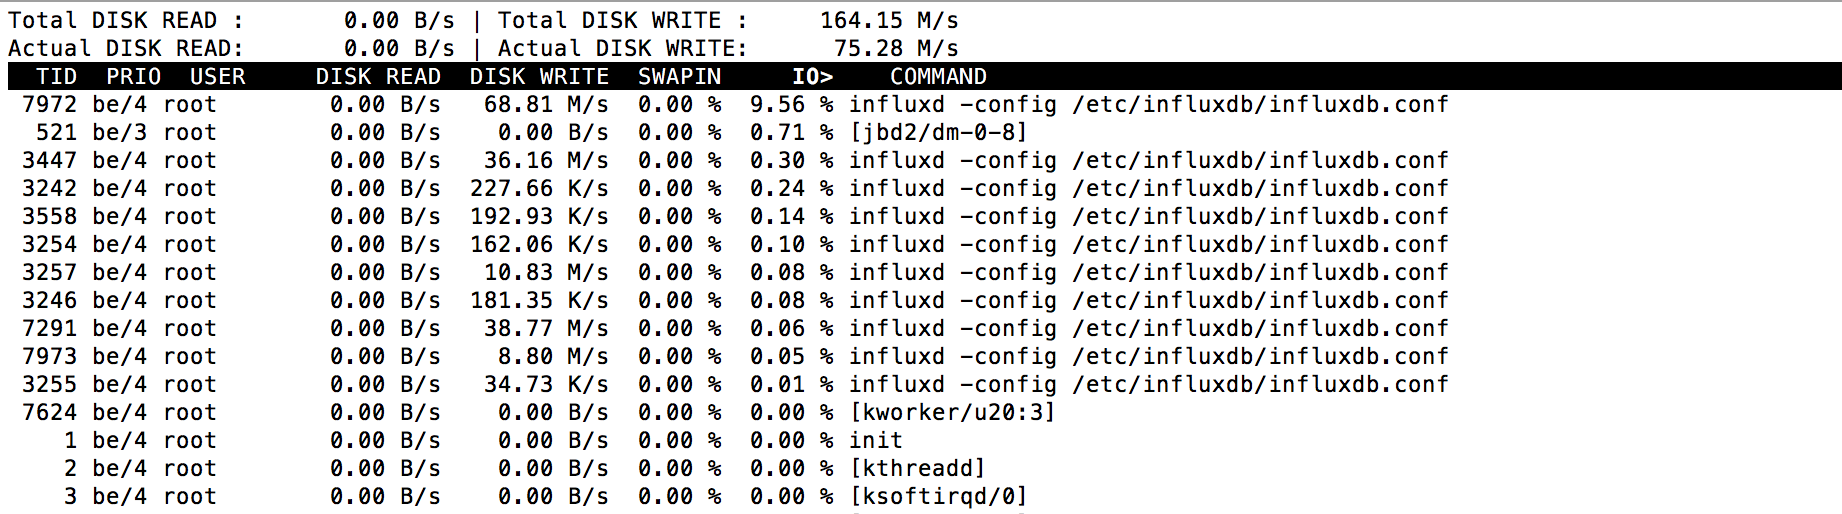 Total DISK READ :       0.00 B/s | Total DISK WRITE :     164.15 M/s
Actual DISK READ:       0.00 B/s | Actual DISK WRITE:      75.28 M/s
  TID  PRIO  USER     DISK READ  DISK WRITE  SWAPIN     IO>    COMMAND
 7972 be/4 root        0.00 B/s   68.81 M/s  0.00 %  9.56 % influxd -config /etc/influxdb/influxdb.conf
  521 be/3 root        0.00 B/s    0.00 B/s  0.00 %  0.71 % [jbd2/dm-0-8]
 3447 be/4 root        0.00 B/s   36.16 M/s  0.00 %  0.30 % influxd -config /etc/influxdb/influxdb.conf
 3242 be/4 root        0.00 B/s  227.66 K/s  0.00 %  0.24 % influxd -config /etc/influxdb/influxdb.conf
 3558 be/4 root        0.00 B/s  192.93 K/s  0.00 %  0.14 % influxd -config /etc/influxdb/influxdb.conf
 3254 be/4 root        0.00 B/s  162.06 K/s  0.00 %  0.10 % influxd -config /etc/influxdb/influxdb.conf
 3257 be/4 root        0.00 B/s   10.83 M/s  0.00 %  0.08 % influxd -config /etc/influxdb/influxdb.conf
 3246 be/4 root        0.00 B/s  181.35 K/s  0.00 %  0.08 % influxd -config /etc/influxdb/influxdb.conf
 7291 be/4 root        0.00 B/s   38.77 M/s  0.00 %  0.06 % influxd -config /etc/influxdb/influxdb.conf
 7973 be/4 root        0.00 B/s    8.80 M/s  0.00 %  0.05 % influxd -config /etc/influxdb/influxdb.conf
 3255 be/4 root        0.00 B/s   34.73 K/s  0.00 %  0.01 % influxd -config /etc/influxdb/influxdb.conf
 7624 be/4 root        0.00 B/s    0.00 B/s  0.00 %  0.00 % [kworker/u20:3]
    1 be/4 root        0.00 B/s    0.00 B/s  0.00 %  0.00 % init
    2 be/4 root        0.00 B/s    0.00 B/s  0.00 %  0.00 % [kthreadd]
    3 be/4 root        0.00 B/s    0.00 B/s  0.00 %  0.00 % [ksoftirqd/0]